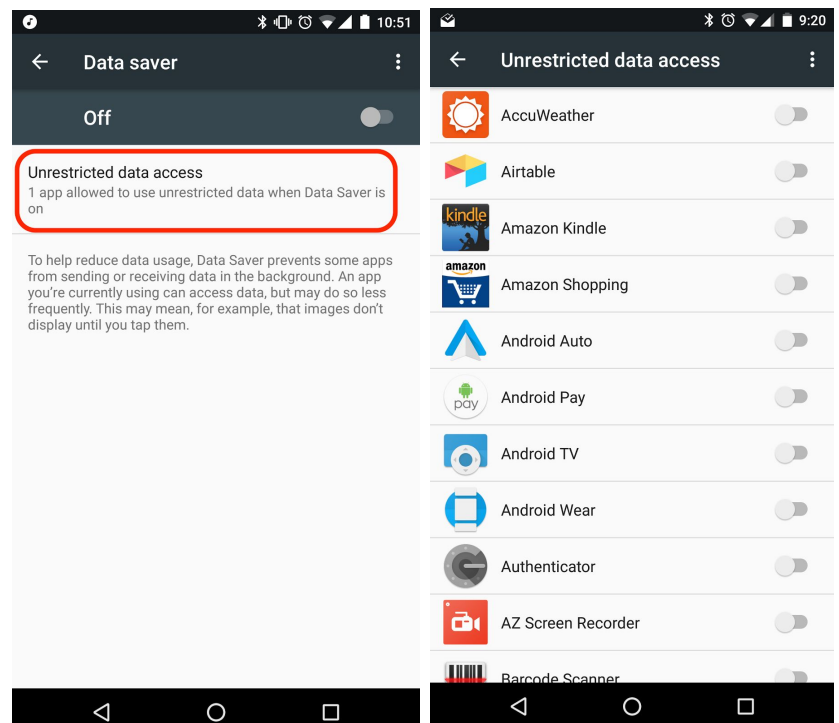 10:51
Data saver
Off
Unrestricted data access
1 app allowed to use unrestricted data when Data Saver is
on
To help reduce data usage, Data Saver prevents some apps
from sending or receiving data in the background. An app
you're currently using can access data, but may do so less
frequently. This may mean, for example, that images don't
display until you tap them.
9:20
Unrestricted data access
AccuWeather
Airtable
kindle
Amazon Kindle
amazon
Amazon Shopping
Android Auto
pay
Android Pay
Android TV
Android Wear
Authenticator
AZ Screen Recorder
Barcode Scanner